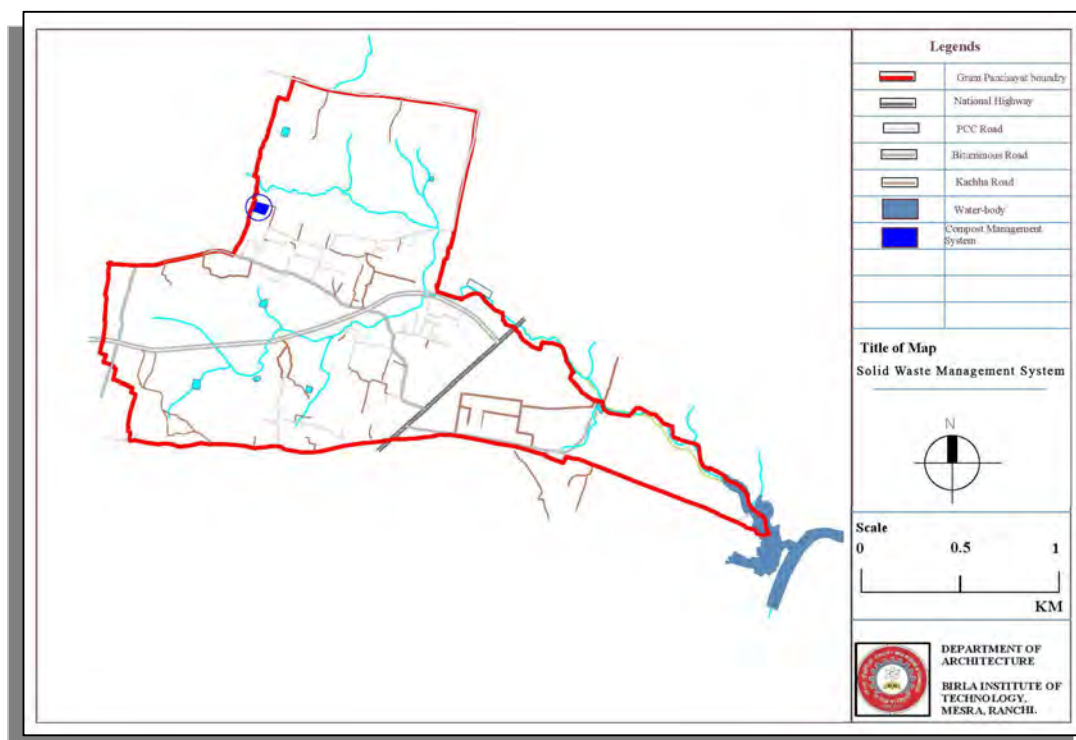 Legends
Gram Panchayat boundry
National Highway
PCC Road
Bituminous Road
Kachha Road
Water-body
Compost Management
System
Title of Map
Solid Waste Management System
N
Scale
0 0.5 1
KM
DEPARTMENT OF
ARCHITECTURE
BIRLA INSTITUTE OF
TECHNOLOGY,
MESRA, RANCHI.